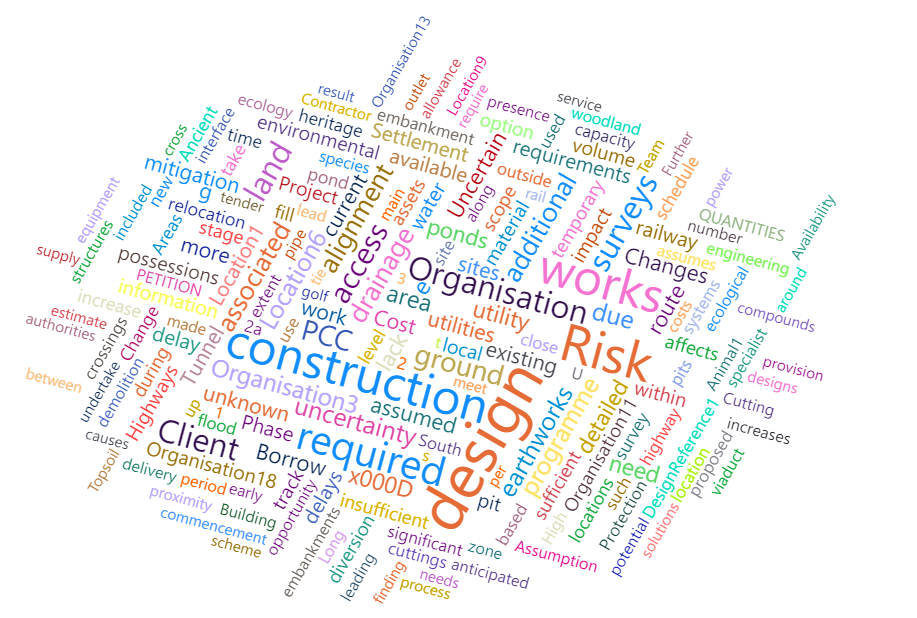 Organisation13
service
result
outlet
allowance
Location9
require
presence
woodland
ecology
Contractor
embankment
used
capacity
Team
Further
cross
Ancient
interface
time
heritage
environmental
Settlement
option
requirements
volume
schedule
power
take
land
species
available
Uncertain
outside
mitigation
g
Project
pond
current
main
assets
water
along
scope
rail
temporary
impact
surveys
railway
QUANTITIES
number
Availability
equipment
included
new
tender
lead
relocation
fill
pipe
alignment
access
drainage
ponds
material
additional
Changes
assumes
engineering
structures
Areas
stage
more
associated
Location1
Location6
site
sites
works
route
systems
costs
ecological
around
supply
possessions
PETITION
extent
tie
3
e
Organisation
due
compounds
information
increase
2a
golf
area
estimate
authorities
made
use
work
Cost
utility
affects
crossings
Change
delay
Tunnel
PCC
level
lack
utilities
close
existing
Risk
pits
Animal1
specialist
provision
between
undertake
demolition
during
Highways
construction
2
t
local
ground
meet
U
within
designs
Organisation3
unknown
up
1
assumed
design
programme
detailed
Organisation11
survey
highway
DesignReference1
Cutting
increases
causes
Topsoil
flood
Phase
uncertainty
South
s
earthworks
sufficient
need
such
location
proposed
viaduct
Client
Borrow
required
Organisation18
delivery
period
early
track
x000D
pit
per
based
High
locations
Protection
potential
solutions
proximity
commencement
Building
opportunity
delays
insufficient
scheme
embankments
Long
diversion
significant
zone
Assumption
leading
cuttings
anticipated
finding
needs
process